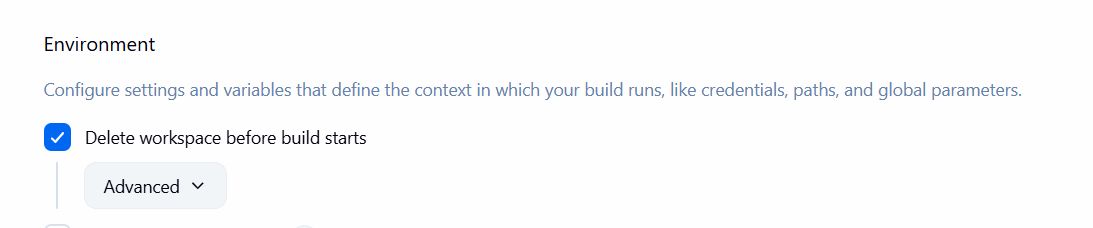 Environment
Configure settings and variables that define the context in which your build runs, like credentials, paths, and global parameters.
Delete workspace before build starts
Advanced